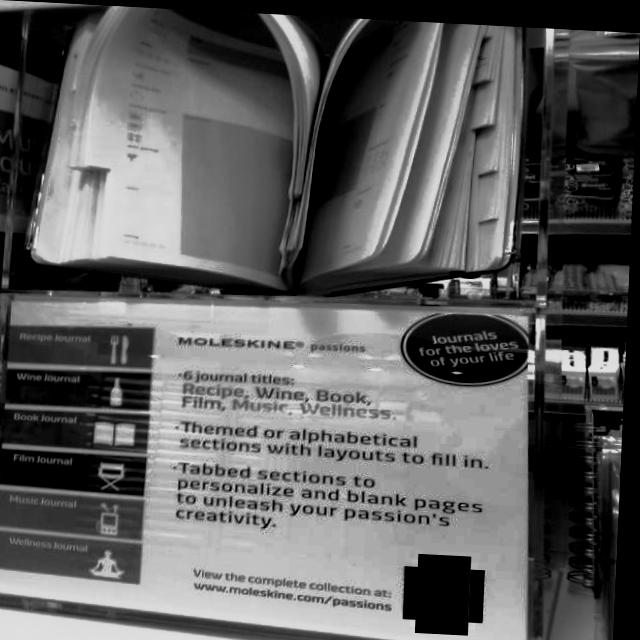 Recipe Journal
Wine Journal
Book Journal
Film Journal
Music Journal
Wellness Journal
MOLESKINE® passions
Journals
for the loves
of your life
·6 journal titles:
Recipe, Wine, Book,
Film, Music, Wellness.
·Themed or alphabetical
sections with layouts to fill in.
·Tabbed sections to
personalize and blank pages
to unleash your passion's
creativity.
View the complete collection at:
www.moleskine.com/passions